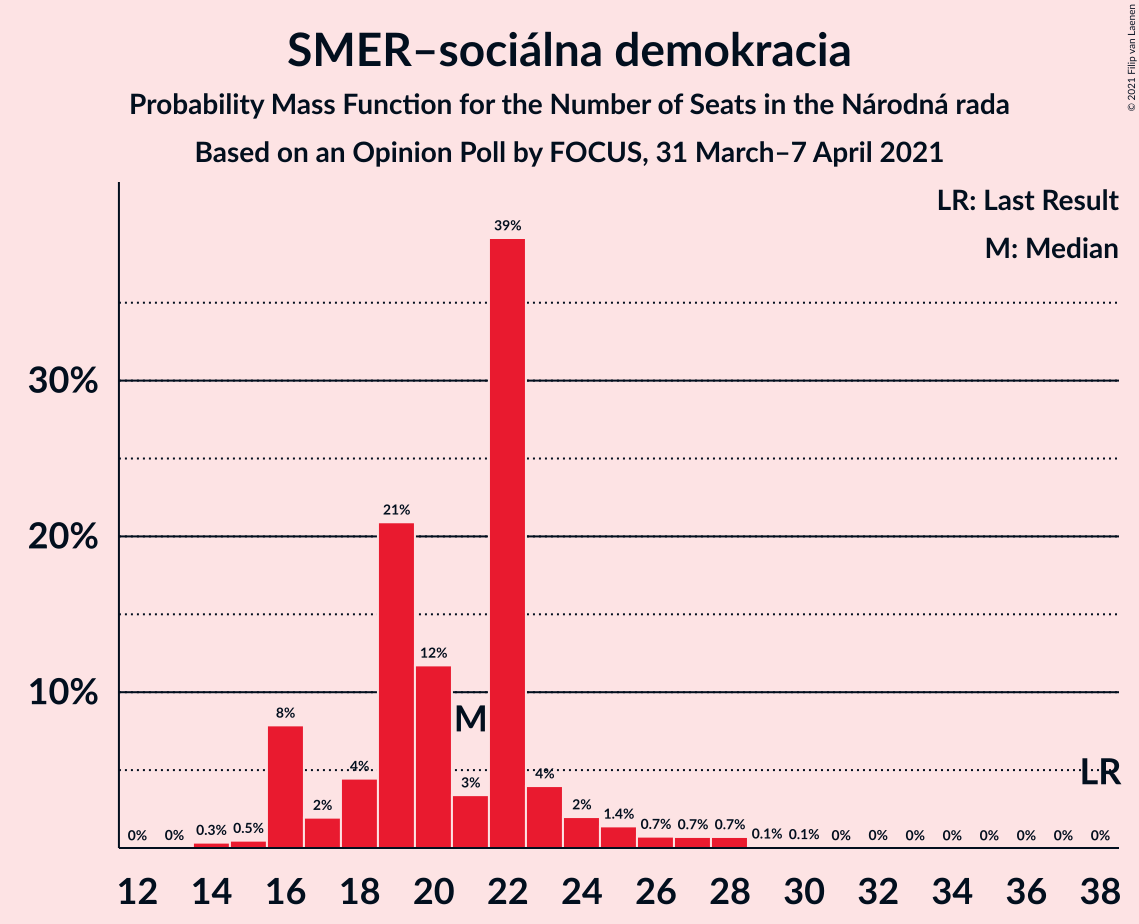 SMER–sociálna demokracia
Probability Mass Function for the Number of Seats in the Národná rada
Based on an Opinion Poll by FOCUS, 31 March–7 April 2021
© 2021 Filip van Laenen
LR: Last Result
M: Median
39%
30%
21%
20%
12%
10%
8%
M
4%
4%
LR
3%
2%
2%
1.4%
0% 0% 0.3% 0.5% 0.7% 0.7% 0.7% 0.1% 0.1% 0% 0% 0% 0% 0% 0% 0% 0%
12 14 16 18 20 22 24 26 28 30 32 34 36 38